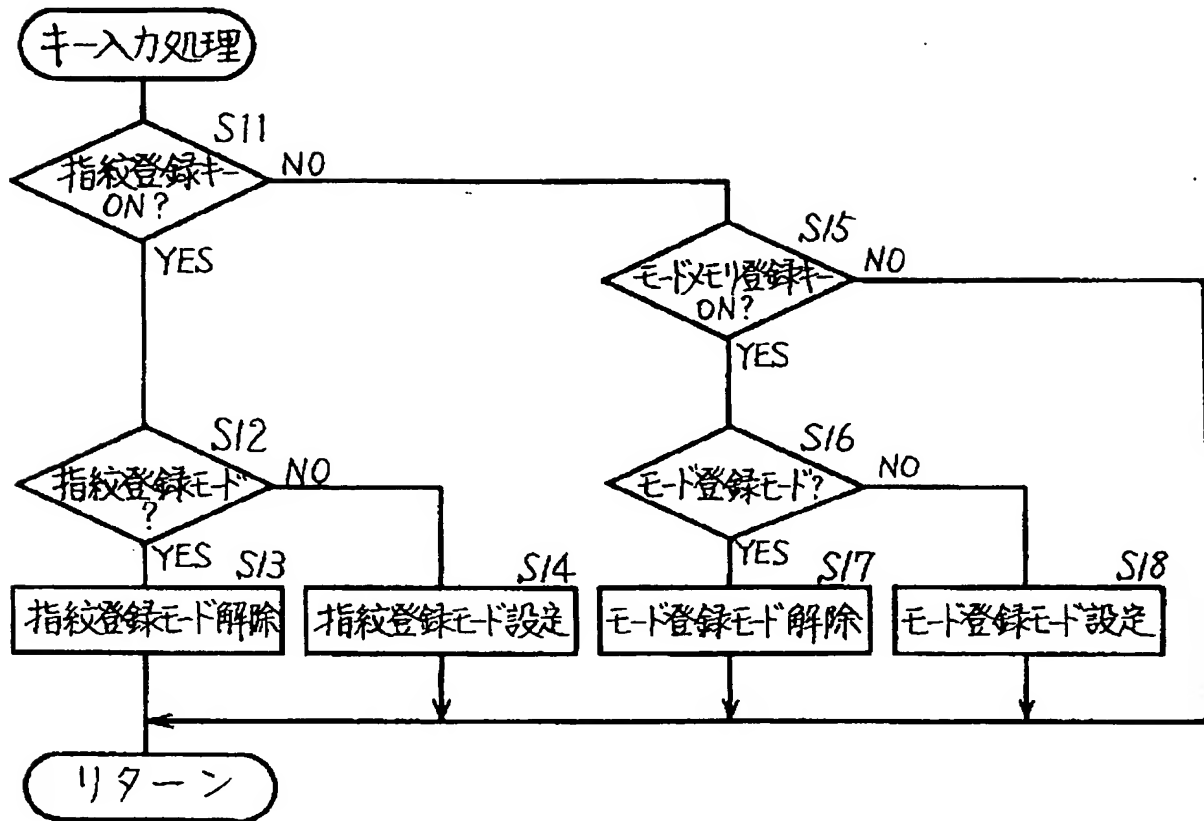 キー入力処理
S11
指紋登録キー
ON?
NO
YES
S15
モードメモリ登録キー
ON?
NO
YES
S12
指紋登録モード
?
NO
YES
S16
モード登録モード?
NO
YES
S13
指紋登録モード解除
S14
指紋登録モード設定
S17
モード登録モード解除
S18
モード登録モード設定
リターン